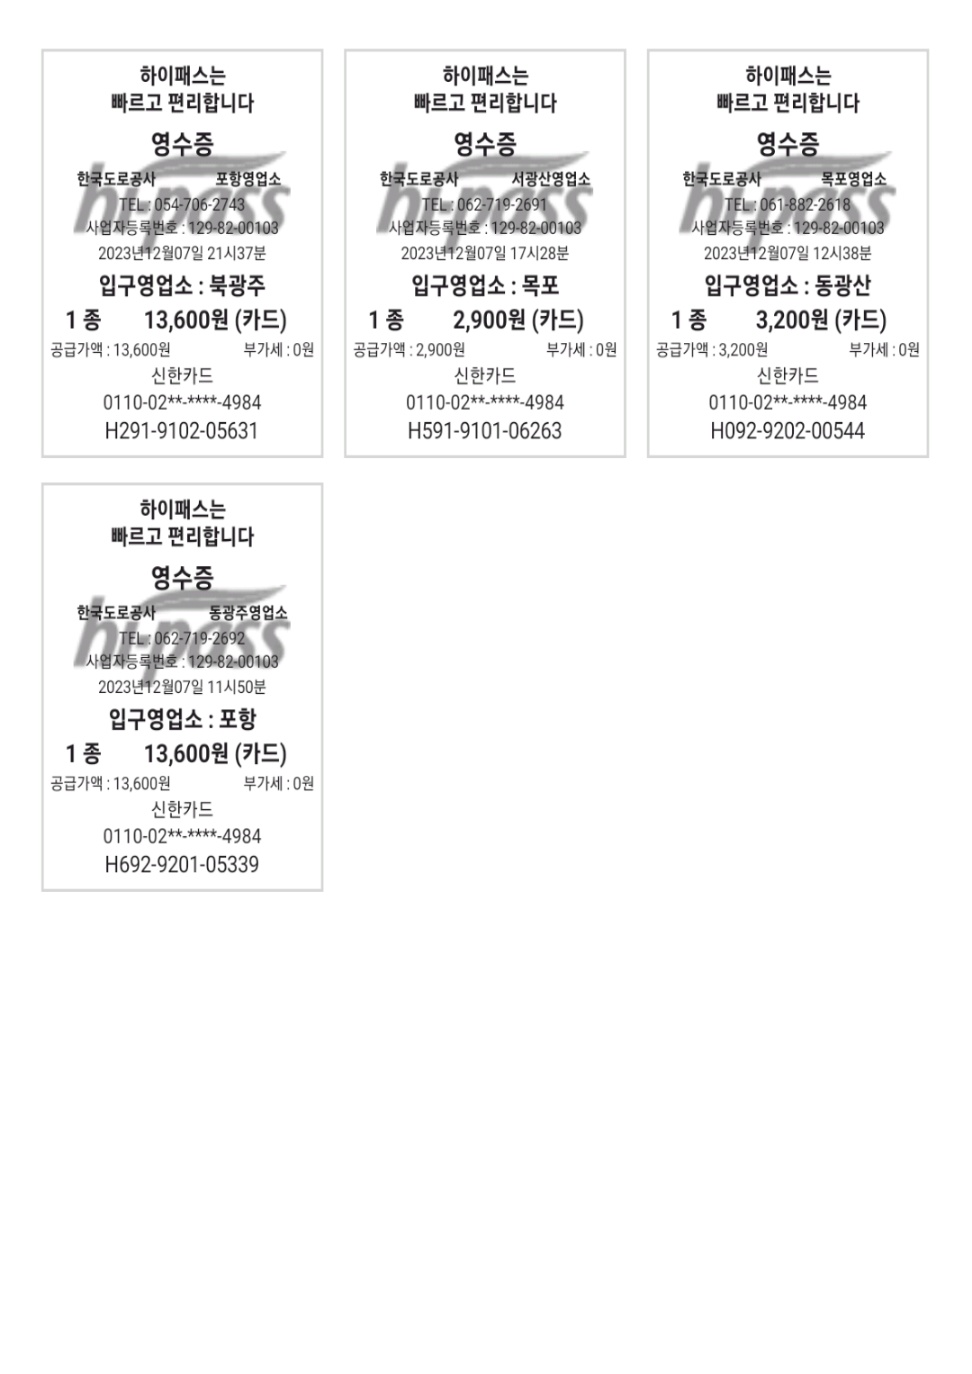 하이패스는
빠르고 편리합니다
영수증
hi-pass
한국도로공사 포항영업소
TEL : 054-706-2743
사업자등록번호 : 129-82-00103
2023년12월07일 21시37분
입구영업소 : 북광주
1 종 13,600원 (카드)
공급가액 : 13,600원 부가세 : 0원
신한카드
0110-02**-****-4984
H291-9102-05631
하이패스는
빠르고 편리합니다
영수증
hi-pass
한국도로공사 서광산영업소
TEL : 062-719-2691
사업자등록번호 : 129-82-00103
2023년12월07일 17시28분
입구영업소 : 목포
1 종 2,900원 (카드)
공급가액 : 2,900원 부가세 : 0원
신한카드
0110-02**-****-4984
H591-9101-06263
하이패스는
빠르고 편리합니다
영수증
hi-pass
한국도로공사 목포영업소
TEL : 061-882-2618
사업자등록번호 : 129-82-00103
2023년12월07일 12시38분
입구영업소 : 동광산
1 종 3,200원 (카드)
공급가액 : 3,200원 부가세 : 0원
신한카드
0110-02**-****-4984
H092-9202-00544
하이패스는
빠르고 편리합니다
영수증
hi-pass
한국도로공사 동광주영업소
TEL : 062-719-2692
사업자등록번호 : 129-82-00103
2023년12월07일 11시50분
입구영업소 : 포항
1 종 13,600원 (카드)
공급가액 : 13,600원 부가세 : 0원
신한카드
0110-02**-****-4984
H692-9201-05339